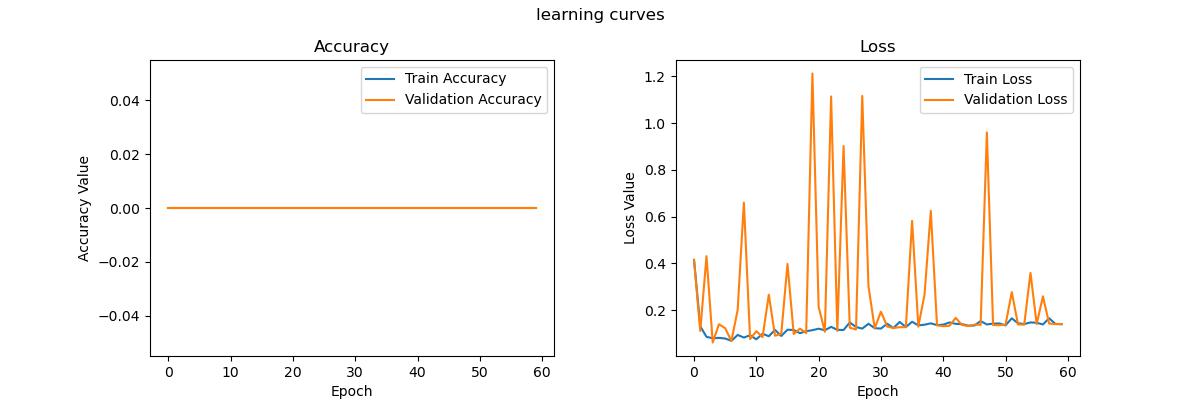 learning curves
Accuracy
Train Accuracy
Validation Accuracy
0.04
0.02
0.00
−0.02
−0.04
Accuracy Value
0 10 20 30 40 50 60
Epoch
Loss
Train Loss
Validation Loss
1.2
1.0
0.8
0.6
0.4
0.2
Loss Value
0 10 20 30 40 50 60
Epoch